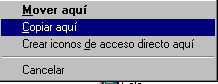 Mover aquí
Copiar aquí
Crear iconos de acceso directo aquí
Cancelar